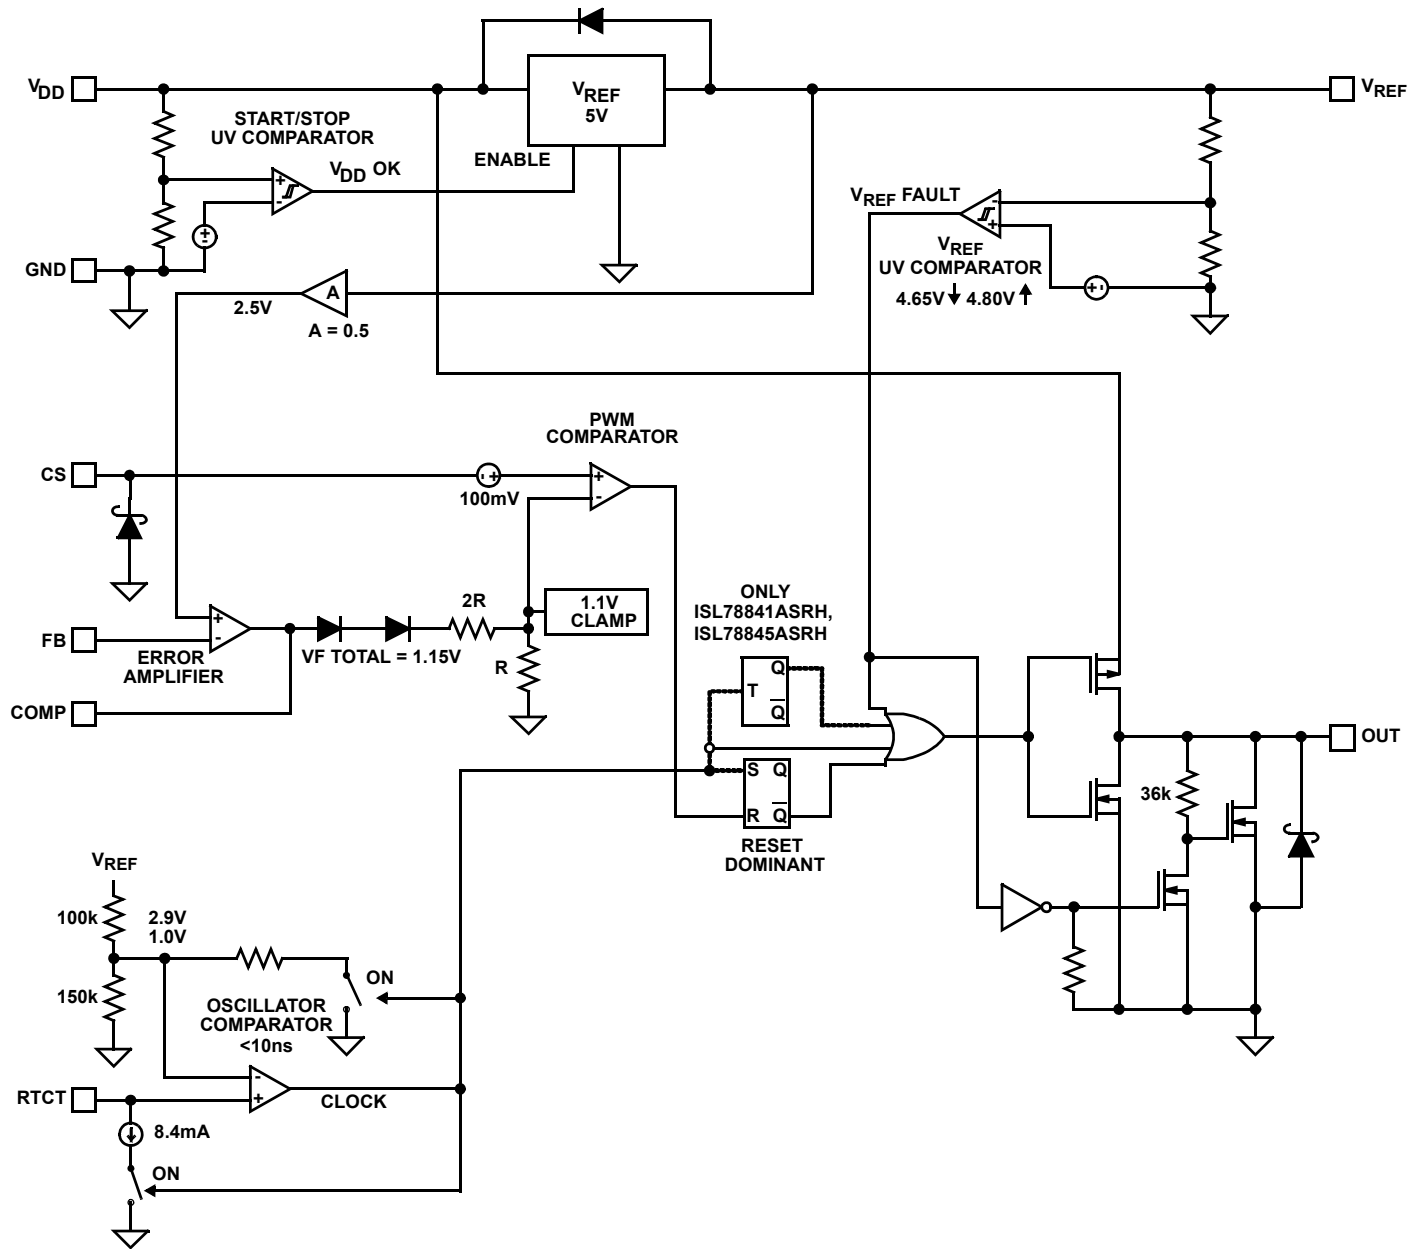 VDD
START/STOP
UV COMPARATOR
+
-
+
-
VDD OK
ENABLE
VREF
5V
VREF
VREF FAULT
-
+
VREF
UV COMPARATOR
4.65V 4.80V
+ -
GND
2.5V
A
A = 0.5
PWM
COMPARATOR
CS
- +
100mV
+
-
1.1V
CLAMP
2R
R
+
-
FB
ERROR
AMPLIFIER
VF TOTAL = 1.15V
COMP
ONLY
ISL78841ASRH,
ISL78845ASRH
Q
T
Q
S Q
R Q
RESET
DOMINANT
OUT
36k
VREF
100k
2.9V
1.0V
150k
ON
OSCILLATOR
COMPARATOR
<10ns
-
+
RTCT
CLOCK
8.4mA
ON